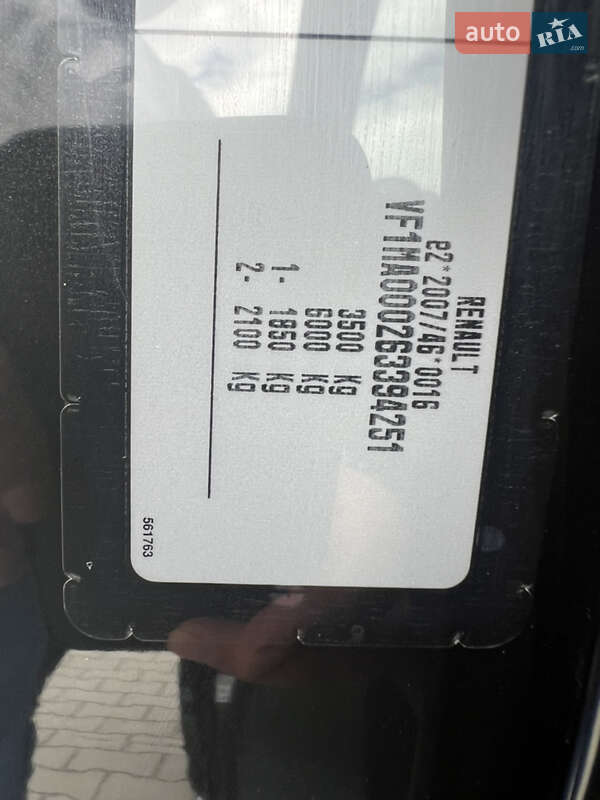 auto RIA.com
RENAULT
e2*2007/46*0016
VF1MA000263394251
3500 Kg
6000 Kg
1- 1850 Kg
2- 2100 Kg
561763